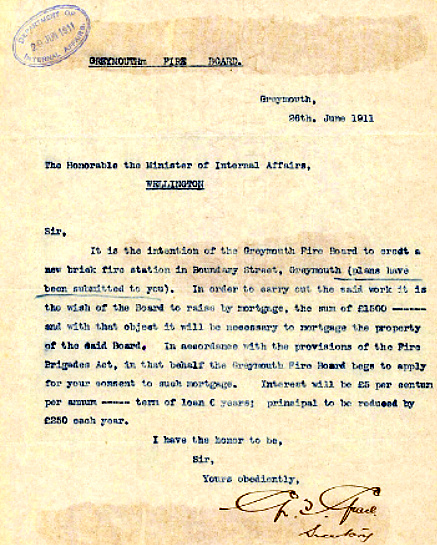 DEPARTMENT OF
JUN 1911
INTERNAL AFFAIRS
GREYMOUTH FIRE BOARD.
Greymouth,
26th. June 1911
The Honorable the Minister of Internal Affairs,
WELLINGTON
Sir,
It is the intention of the Greymouth Fire Board to erect a
new brick fire station in Boundary Street, Greymouth (plans have
been submitted to you). In order to carry out the said work it is
the wish of the Board to raise by mortgage, the sum of £1500 -----
and with that object it will be necessary to mortgage the property
of the said Board. In accordance with the provisions of the Fire
Brigades Act, in that behalf the Greymouth Fire Board begs to apply
for your consent to such mortgage. Interest will be £5 per centum
per annum ----- term of loan 6 years; principal to be reduced by
£250 each year.
I have the honor to be,
Sir,
Yours obediently,
Secretary